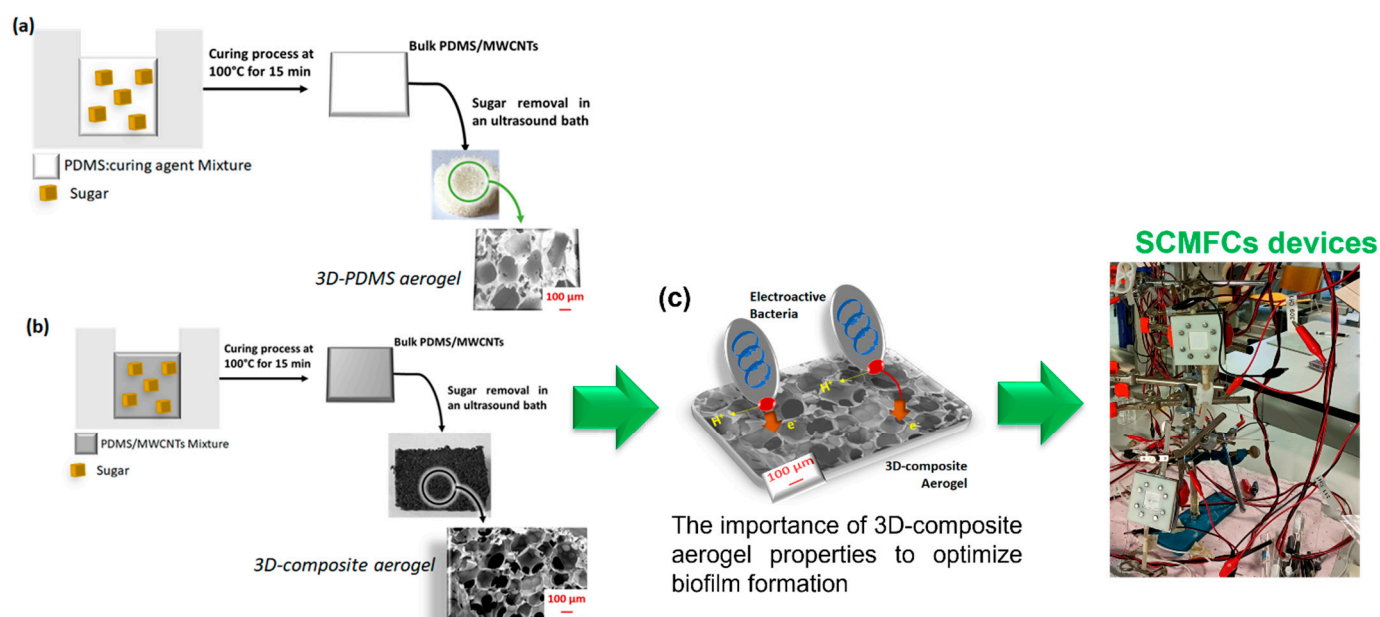 (a)
Curing process at
100°C for 15 min
Bulk PDMS/MWCNTs
Sugar removal in
an ultrasound bath
PDMS:curing agent Mixture
Sugar
3D-PDMS aerogel
100 µm
(b)
Curing process at
100°C for 15 min
Bulk PDMS/MWCNTs
Sugar removal in
an ultrasound bath
PDMS/MWCNTs Mixture
Sugar
3D-composite aerogel
100 µm
(c)
Electroactive
Bacteria
H⁺
e⁻
H⁺
e⁻
100 µm
3D-composite
Aerogel
The importance of 3D-composite
aerogel properties to optimize
biofilm formation
SCMFCs devices